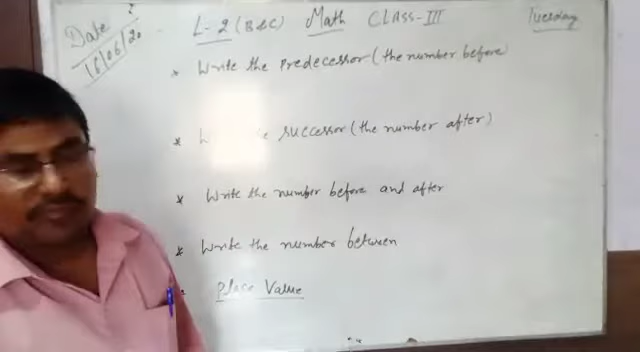 Date
16/06/20
L-2 (B&C) Math CLASS-III Tuesday
* Write the Predecessor (the number before)
* successor (the number after)
* Write the number before and after
* Write the number between
Place Value